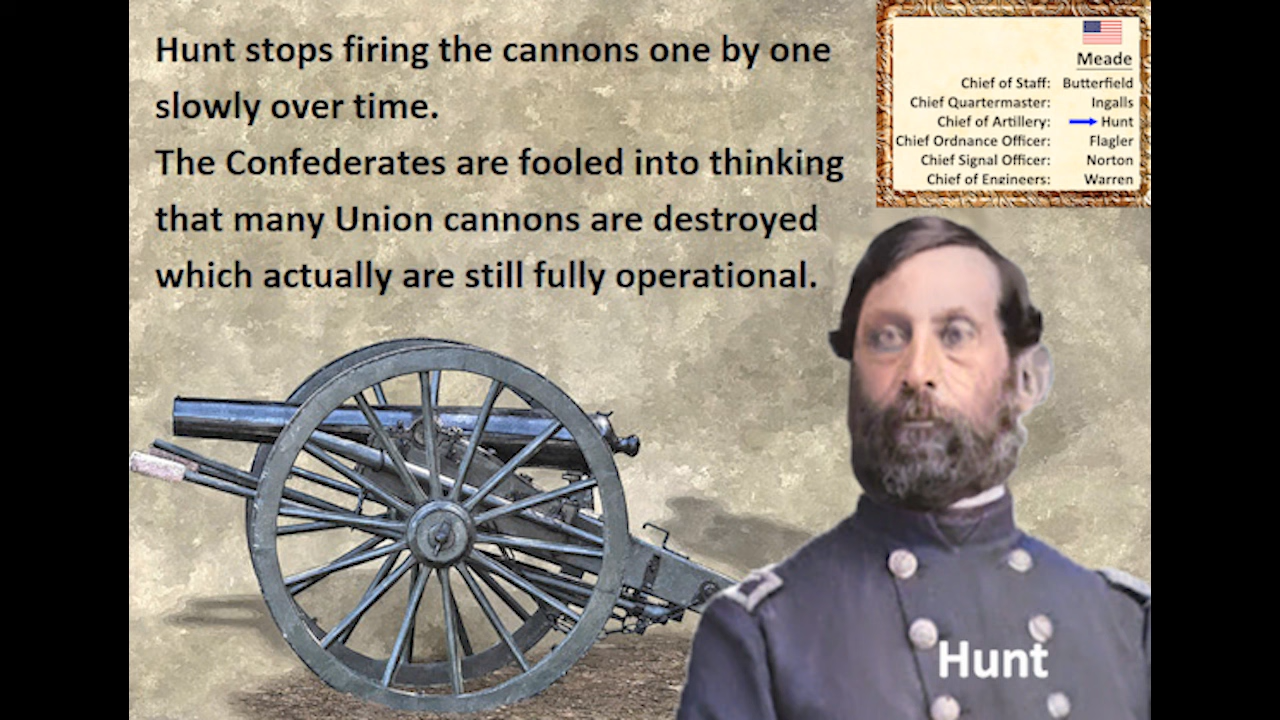 Hunt stops firing the cannons one by one
slowly over time.
The Confederates are fooled into thinking
that many Union cannons are destroyed
which actually are still fully operational.
Meade
Chief of Staff: Butterfield
Chief Quartermaster: Ingalls
Chief of Artillery: Hunt
Chief Ordnance Officer: Flagler
Chief Signal Officer: Norton
Chief of Engineers: Warren
Hunt